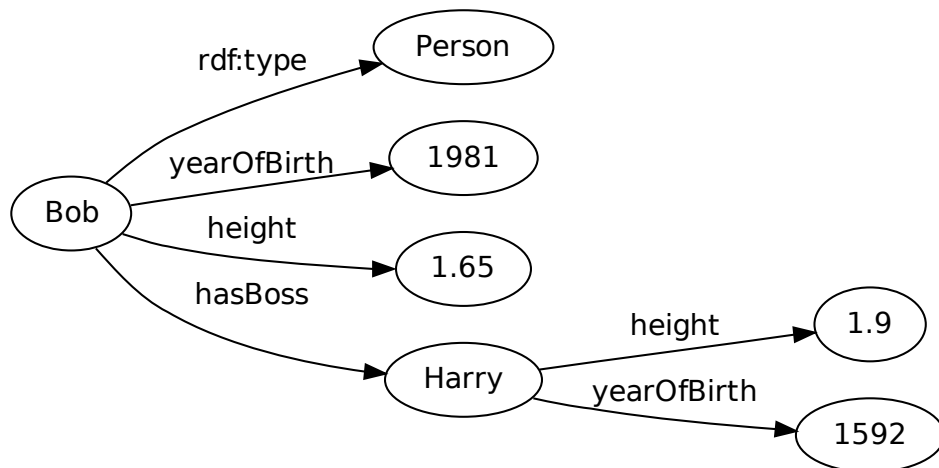 Person
rdf:type
yearOfBirth
1981
Bob
height
1.65
hasBoss
height
1.9
Harry
yearOfBirth
1592